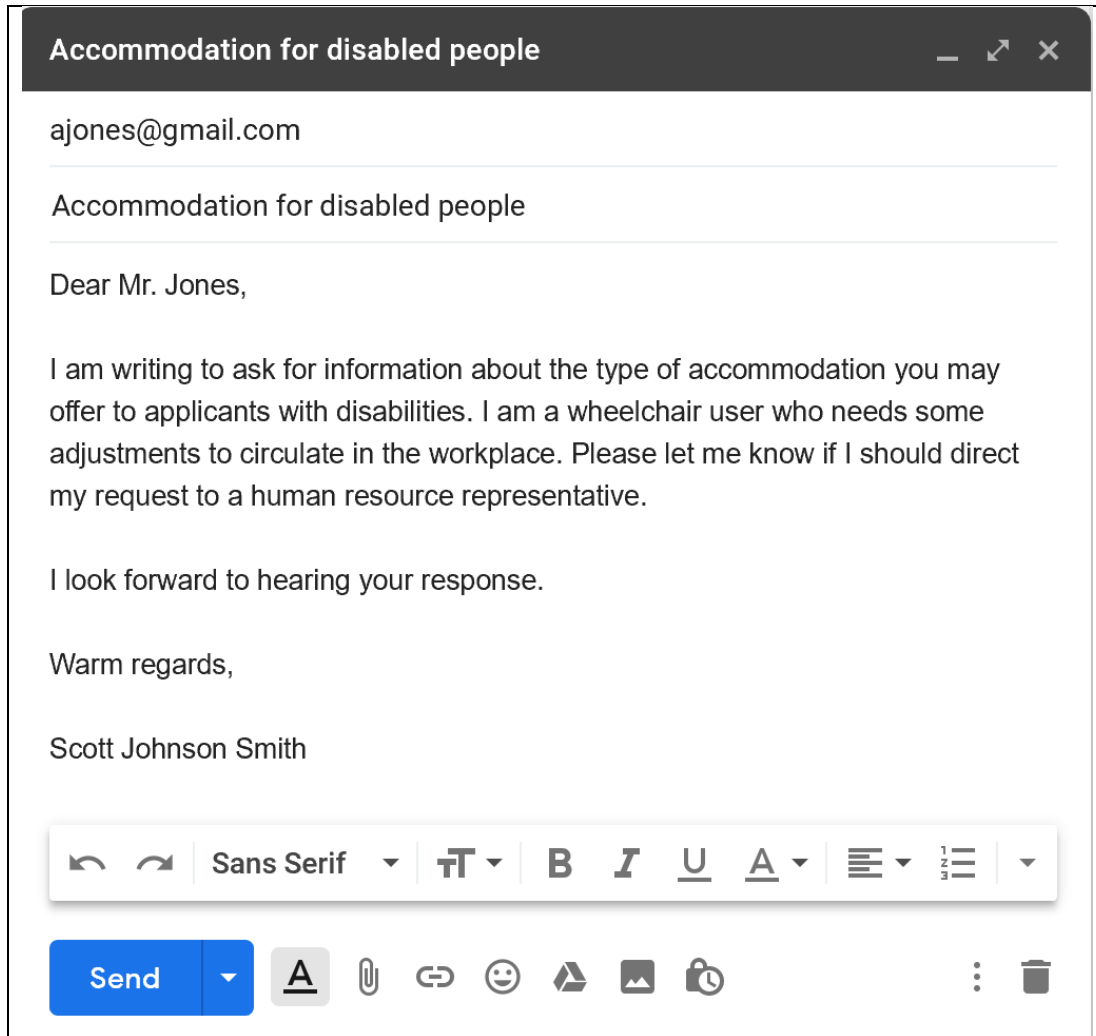 Accommodation for disabled people
ajones@gmail.com
Accommodation for disabled people
Dear Mr. Jones,
I am writing to ask for information about the type of accommodation you may
offer to applicants with disabilities. I am a wheelchair user who needs some
adjustments to circulate in the workplace. Please let me know if I should direct
my request to a human resource representative.
I look forward to hearing your response.
Warm regards,
Scott Johnson Smith
Sans Serif
Send